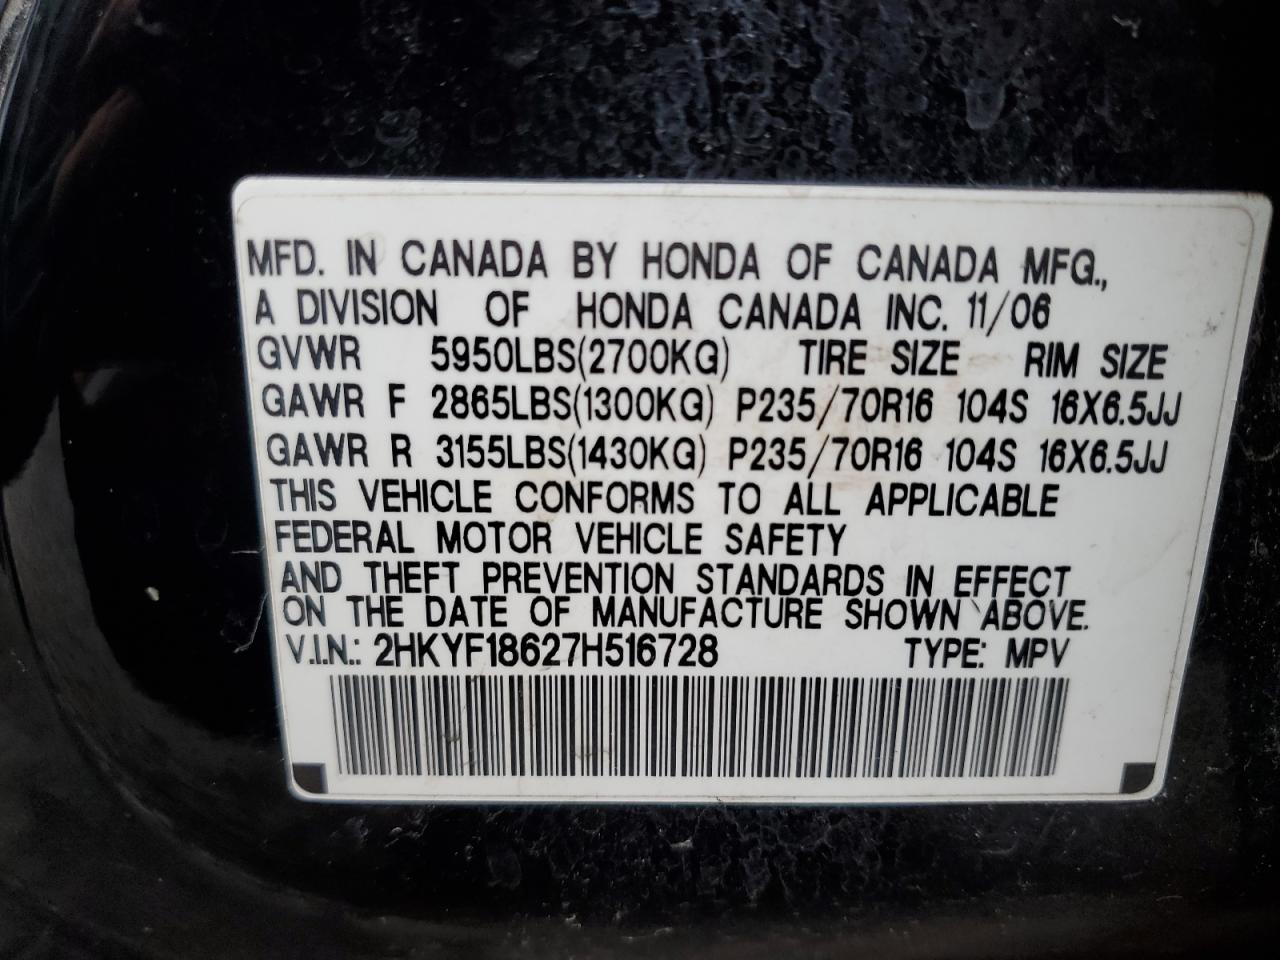 MFD. IN CANADA BY HONDA OF CANADA MFG.,
A DIVISION OF HONDA CANADA INC. 11/06
GVWR 5950LBS(2700KG) TIRE SIZE RIM SIZE
GAWR F 2865LBS(1300KG) P235/70R16 104S 16X6.5JJ
GAWR R 3155LBS(1430KG) P235/70R16 104S 16X6.5JJ
THIS VEHICLE CONFORMS TO ALL APPLICABLE
FEDERAL MOTOR VEHICLE SAFETY
AND THEFT PREVENTION STANDARDS IN EFFECT
ON THE DATE OF MANUFACTURE SHOWN ABOVE.
V.I.N.: 2HKYF18627H516728 TYPE: MPV